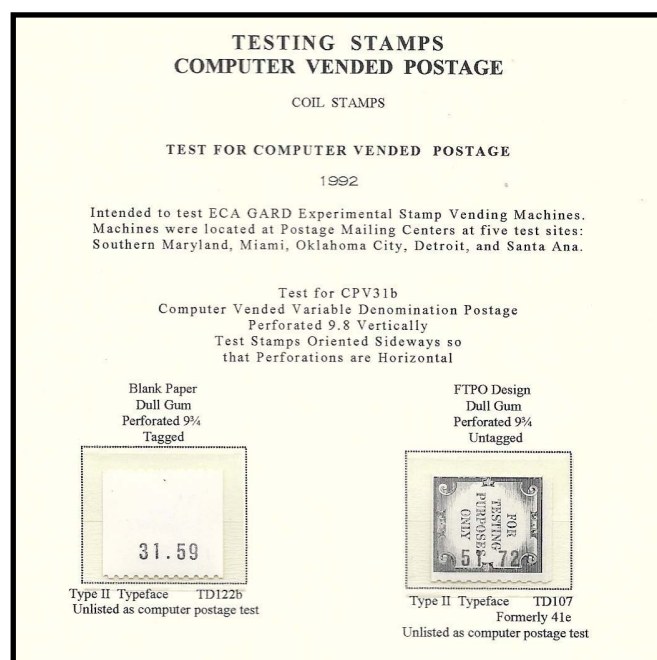 TESTING STAMPS
COMPUTER VENDED POSTAGE
COIL STAMPS
TEST FOR COMPUTER VENDED POSTAGE
1992
Intended to test ECA GARD Experimental Stamp Vending Machines.
Machines were located at Postage Mailing Centers at five test sites:
Southern Maryland, Miami, Oklahoma City, Detroit, and Santa Ana.
Test for CPV31b
Computer Vended Variable Denomination Postage
Perforated 9.8 Vertically
Test Stamps Oriented Sideways so
that Perforations are Horizontal
Blank Paper
Dull Gum
Perforated 9¾
Tagged
31.59
Type II Typeface TD122b
Unlisted as computer postage test
FTPO Design
Dull Gum
Perforated 9¾
Untagged
FOR
TESTING
PURPOSES
ONLY
51.72
Type II Typeface TD107
Formerly 41e
Unlisted as computer postage test